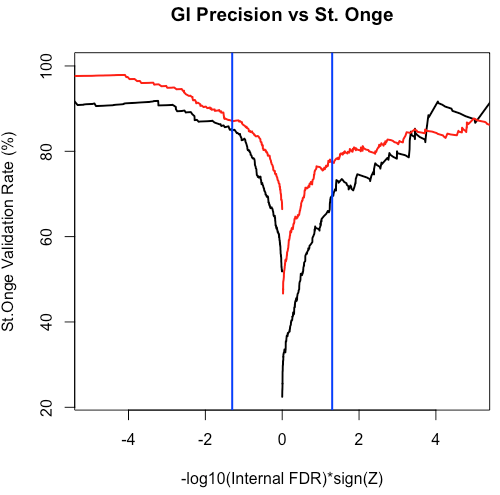 GI Precision vs St. Onge
St.Onge Validation Rate (%)
100
80
60
40
20
-4 -2 0 2 4
-log10(Internal FDR)*sign(Z)